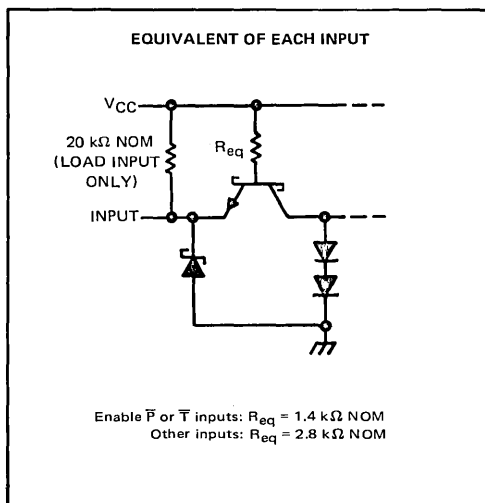 EQUIVALENT OF EACH INPUT
VCC
20 kΩ NOM
(LOAD INPUT
ONLY)
Req
INPUT
Enable P̅ or T̅ inputs: Req = 1.4 kΩ NOM
Other inputs: Req = 2.8 kΩ NOM